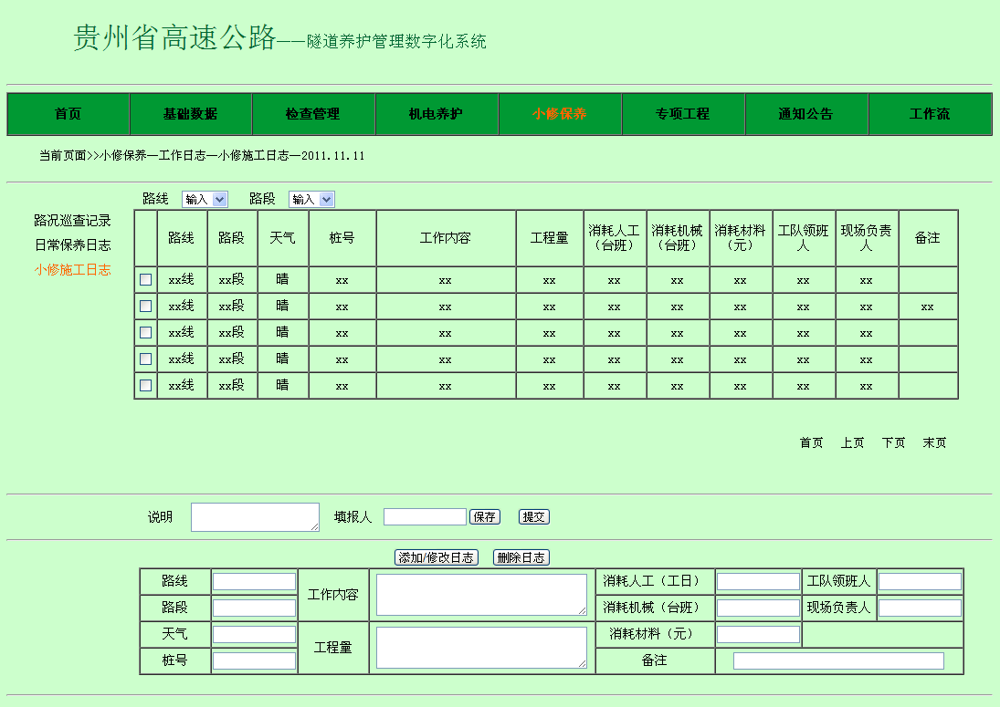 贵州省高速公路——隧道养护管理数字化系统
首页 基础数据 检查管理 机电养护 小修保养 专项工程 通知公告 工作流
当前页面>>小修保养—工作日志—小修施工日志—2011.11.11
路况巡查记录
日常保养日志
小修施工日志
路线 输入 路段 输入
路线 路段 天气 桩号 工作内容 工程量 消耗人工（台班） 消耗机械（台班） 消耗材料（元） 工队领班人 现场负责人 备注
xx线 xx段 晴 xx xx xx xx xx xx xx xx
xx线 xx段 晴 xx xx xx xx xx xx xx xx xx
xx线 xx段 晴 xx xx xx xx xx xx xx xx
xx线 xx段 晴 xx xx xx xx xx xx xx xx
xx线 xx段 晴 xx xx xx xx xx xx xx xx
首页 上页 下页 末页
说明 填报人 保存 提交
添加/修改日志 删除日志
路线 工作内容 消耗人工（工日） 工队领班人
路段 消耗机械（台班） 现场负责人
天气 工程量 消耗材料（元）
桩号 备注